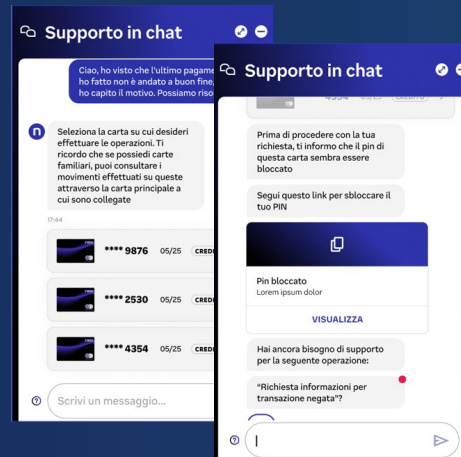 Supporto in chat
Ciao, ho visto che l'ultimo pagame
ho fatto non è andato a buon fine,
ho capito il motivo. Possiamo riso
n
Seleziona la carta su cui desideri
effettuare le operazioni. Ti
ricordo che se possiedi carte
familiari, puoi consultare i
movimenti effettuati su queste
attraverso la carta principale a
cui sono collegate
17:44
**** 9876 05/25 CREDI
**** 2530 05/25 CREDI
**** 4354 05/25 CREDI
Scrivi un messaggio...
Supporto in chat
4354 05/25 CREDITO
Prima di procedere con la tua
richiesta, ti informo che il pin di
questa carta sembra essere
bloccato
Segui questo link per sbloccare il
tuo PIN
Pin bloccato
Lorem ipsum dolor
VISUALIZZA
Hai ancora bisogno di supporto
per la seguente operazione:
"Richiesta informazioni per
transazione negata"?